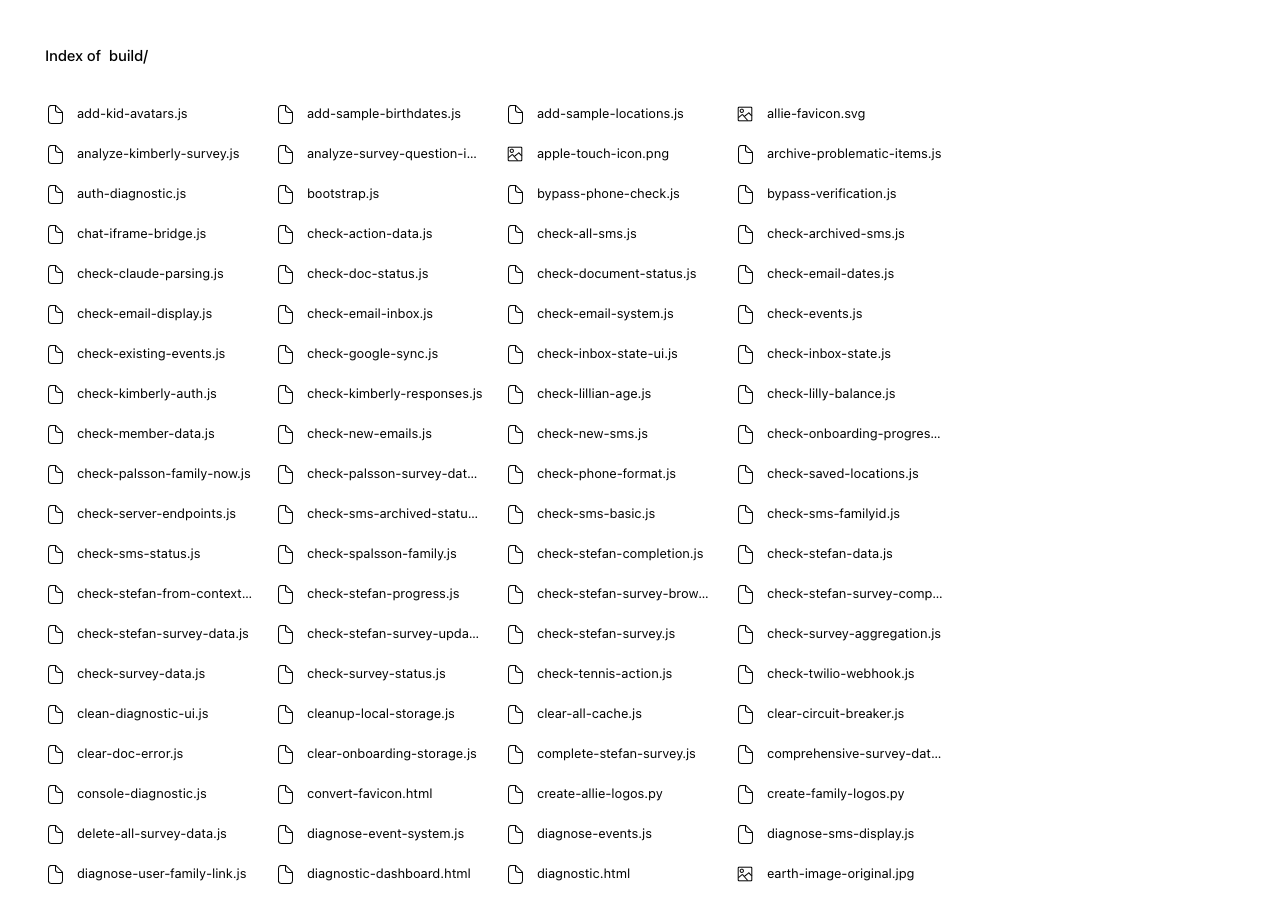 Index of build/
add-kid-avatars.js add-sample-birthdates.js add-sample-locations.js allie-favicon.svg
analyze-kimberly-survey.js analyze-survey-question-i... apple-touch-icon.png archive-problematic-items.js
auth-diagnostic.js bootstrap.js bypass-phone-check.js bypass-verification.js
chat-iframe-bridge.js check-action-data.js check-all-sms.js check-archived-sms.js
check-claude-parsing.js check-doc-status.js check-document-status.js check-email-dates.js
check-email-display.js check-email-inbox.js check-email-system.js check-events.js
check-existing-events.js check-google-sync.js check-inbox-state-ui.js check-inbox-state.js
check-kimberly-auth.js check-kimberly-responses.js check-lillian-age.js check-lilly-balance.js
check-member-data.js check-new-emails.js check-new-sms.js check-onboarding-progres...
check-palsson-family-now.js check-palsson-survey-dat... check-phone-format.js check-saved-locations.js
check-server-endpoints.js check-sms-archived-statu... check-sms-basic.js check-sms-familyid.js
check-sms-status.js check-spalsson-family.js check-stefan-completion.js check-stefan-data.js
check-stefan-from-context... check-stefan-progress.js check-stefan-survey-brow... check-stefan-survey-comp...
check-stefan-survey-data.js check-stefan-survey-upda... check-stefan-survey.js check-survey-aggregation.js
check-survey-data.js check-survey-status.js check-tennis-action.js check-twilio-webhook.js
clean-diagnostic-ui.js cleanup-local-storage.js clear-all-cache.js clear-circuit-breaker.js
clear-doc-error.js clear-onboarding-storage.js complete-stefan-survey.js comprehensive-survey-dat...
console-diagnostic.js convert-favicon.html create-allie-logos.py create-family-logos.py
delete-all-survey-data.js diagnose-event-system.js diagnose-events.js diagnose-sms-display.js
diagnose-user-family-link.js diagnostic-dashboard.html diagnostic.html earth-image-original.jpg